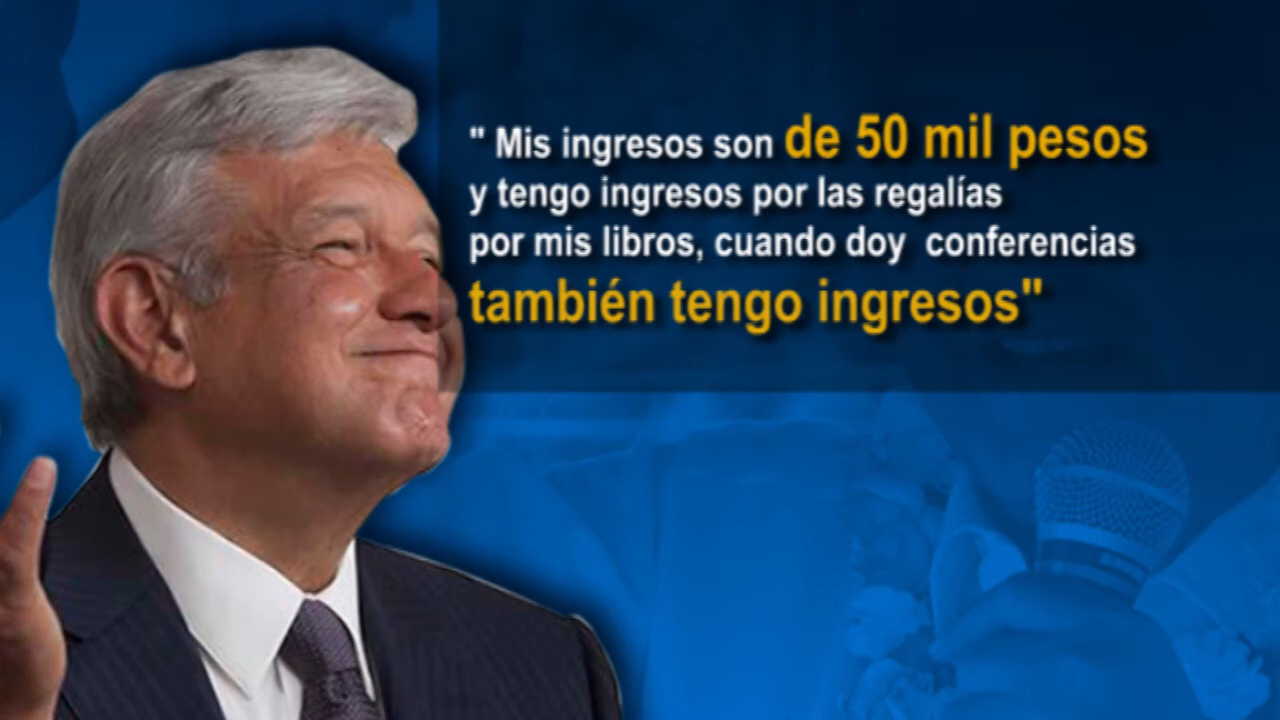 " Mis ingresos son de 50 mil pesos
y tengo ingresos por las regalías
por mis libros, cuando doy  conferencias
también tengo ingresos"